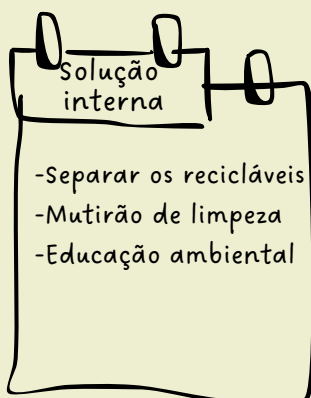 Solução
interna
-Separar os recicláveis
-Mutirão de limpeza
-Educação ambiental